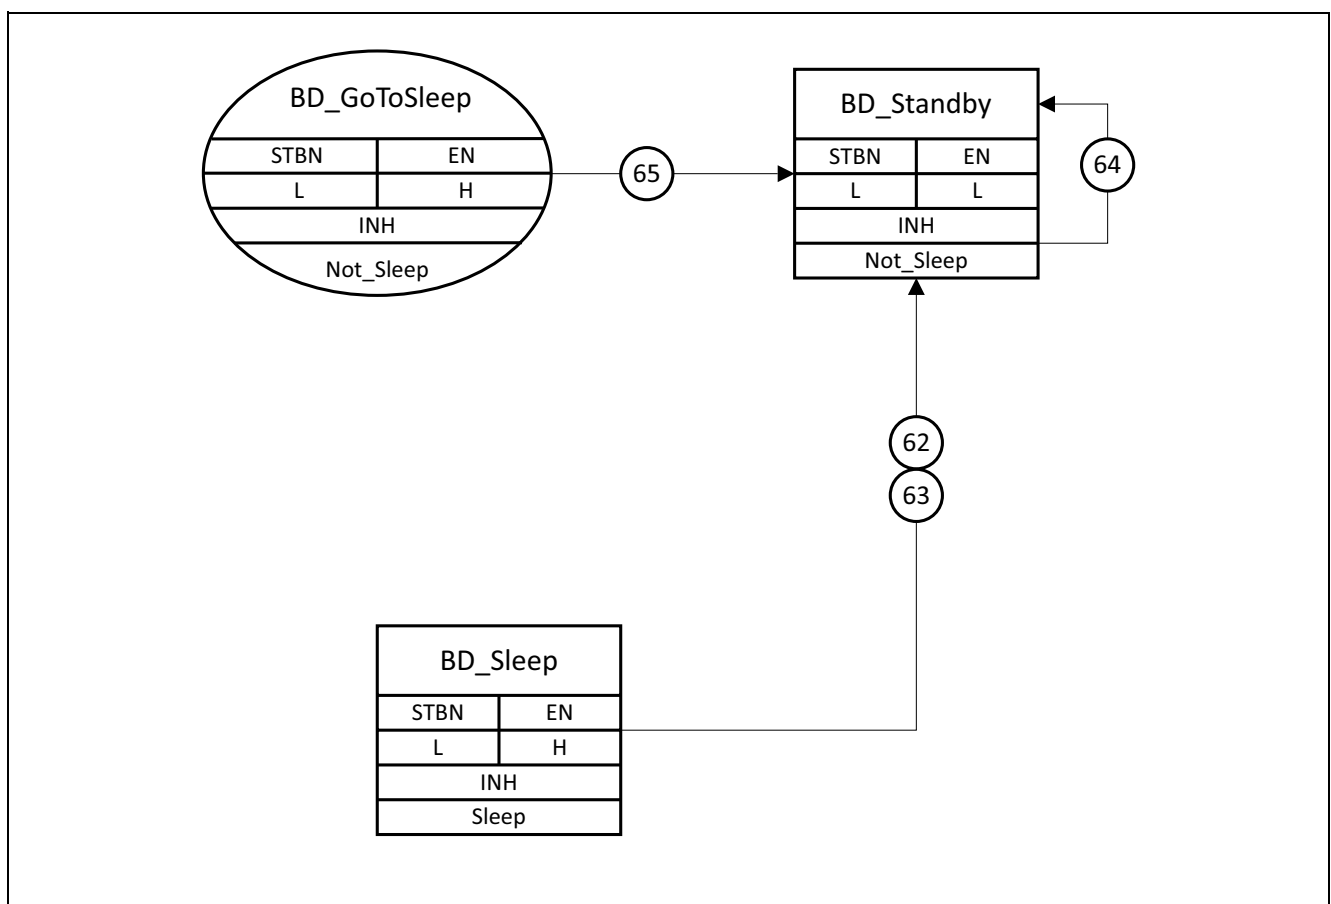 BD_GoToSleep
STBN EN
L H
INH
Not_Sleep
65
BD_Standby
STBN EN
L L
INH
Not_Sleep
64
62
63
BD_Sleep
STBN EN
L H
INH
Sleep